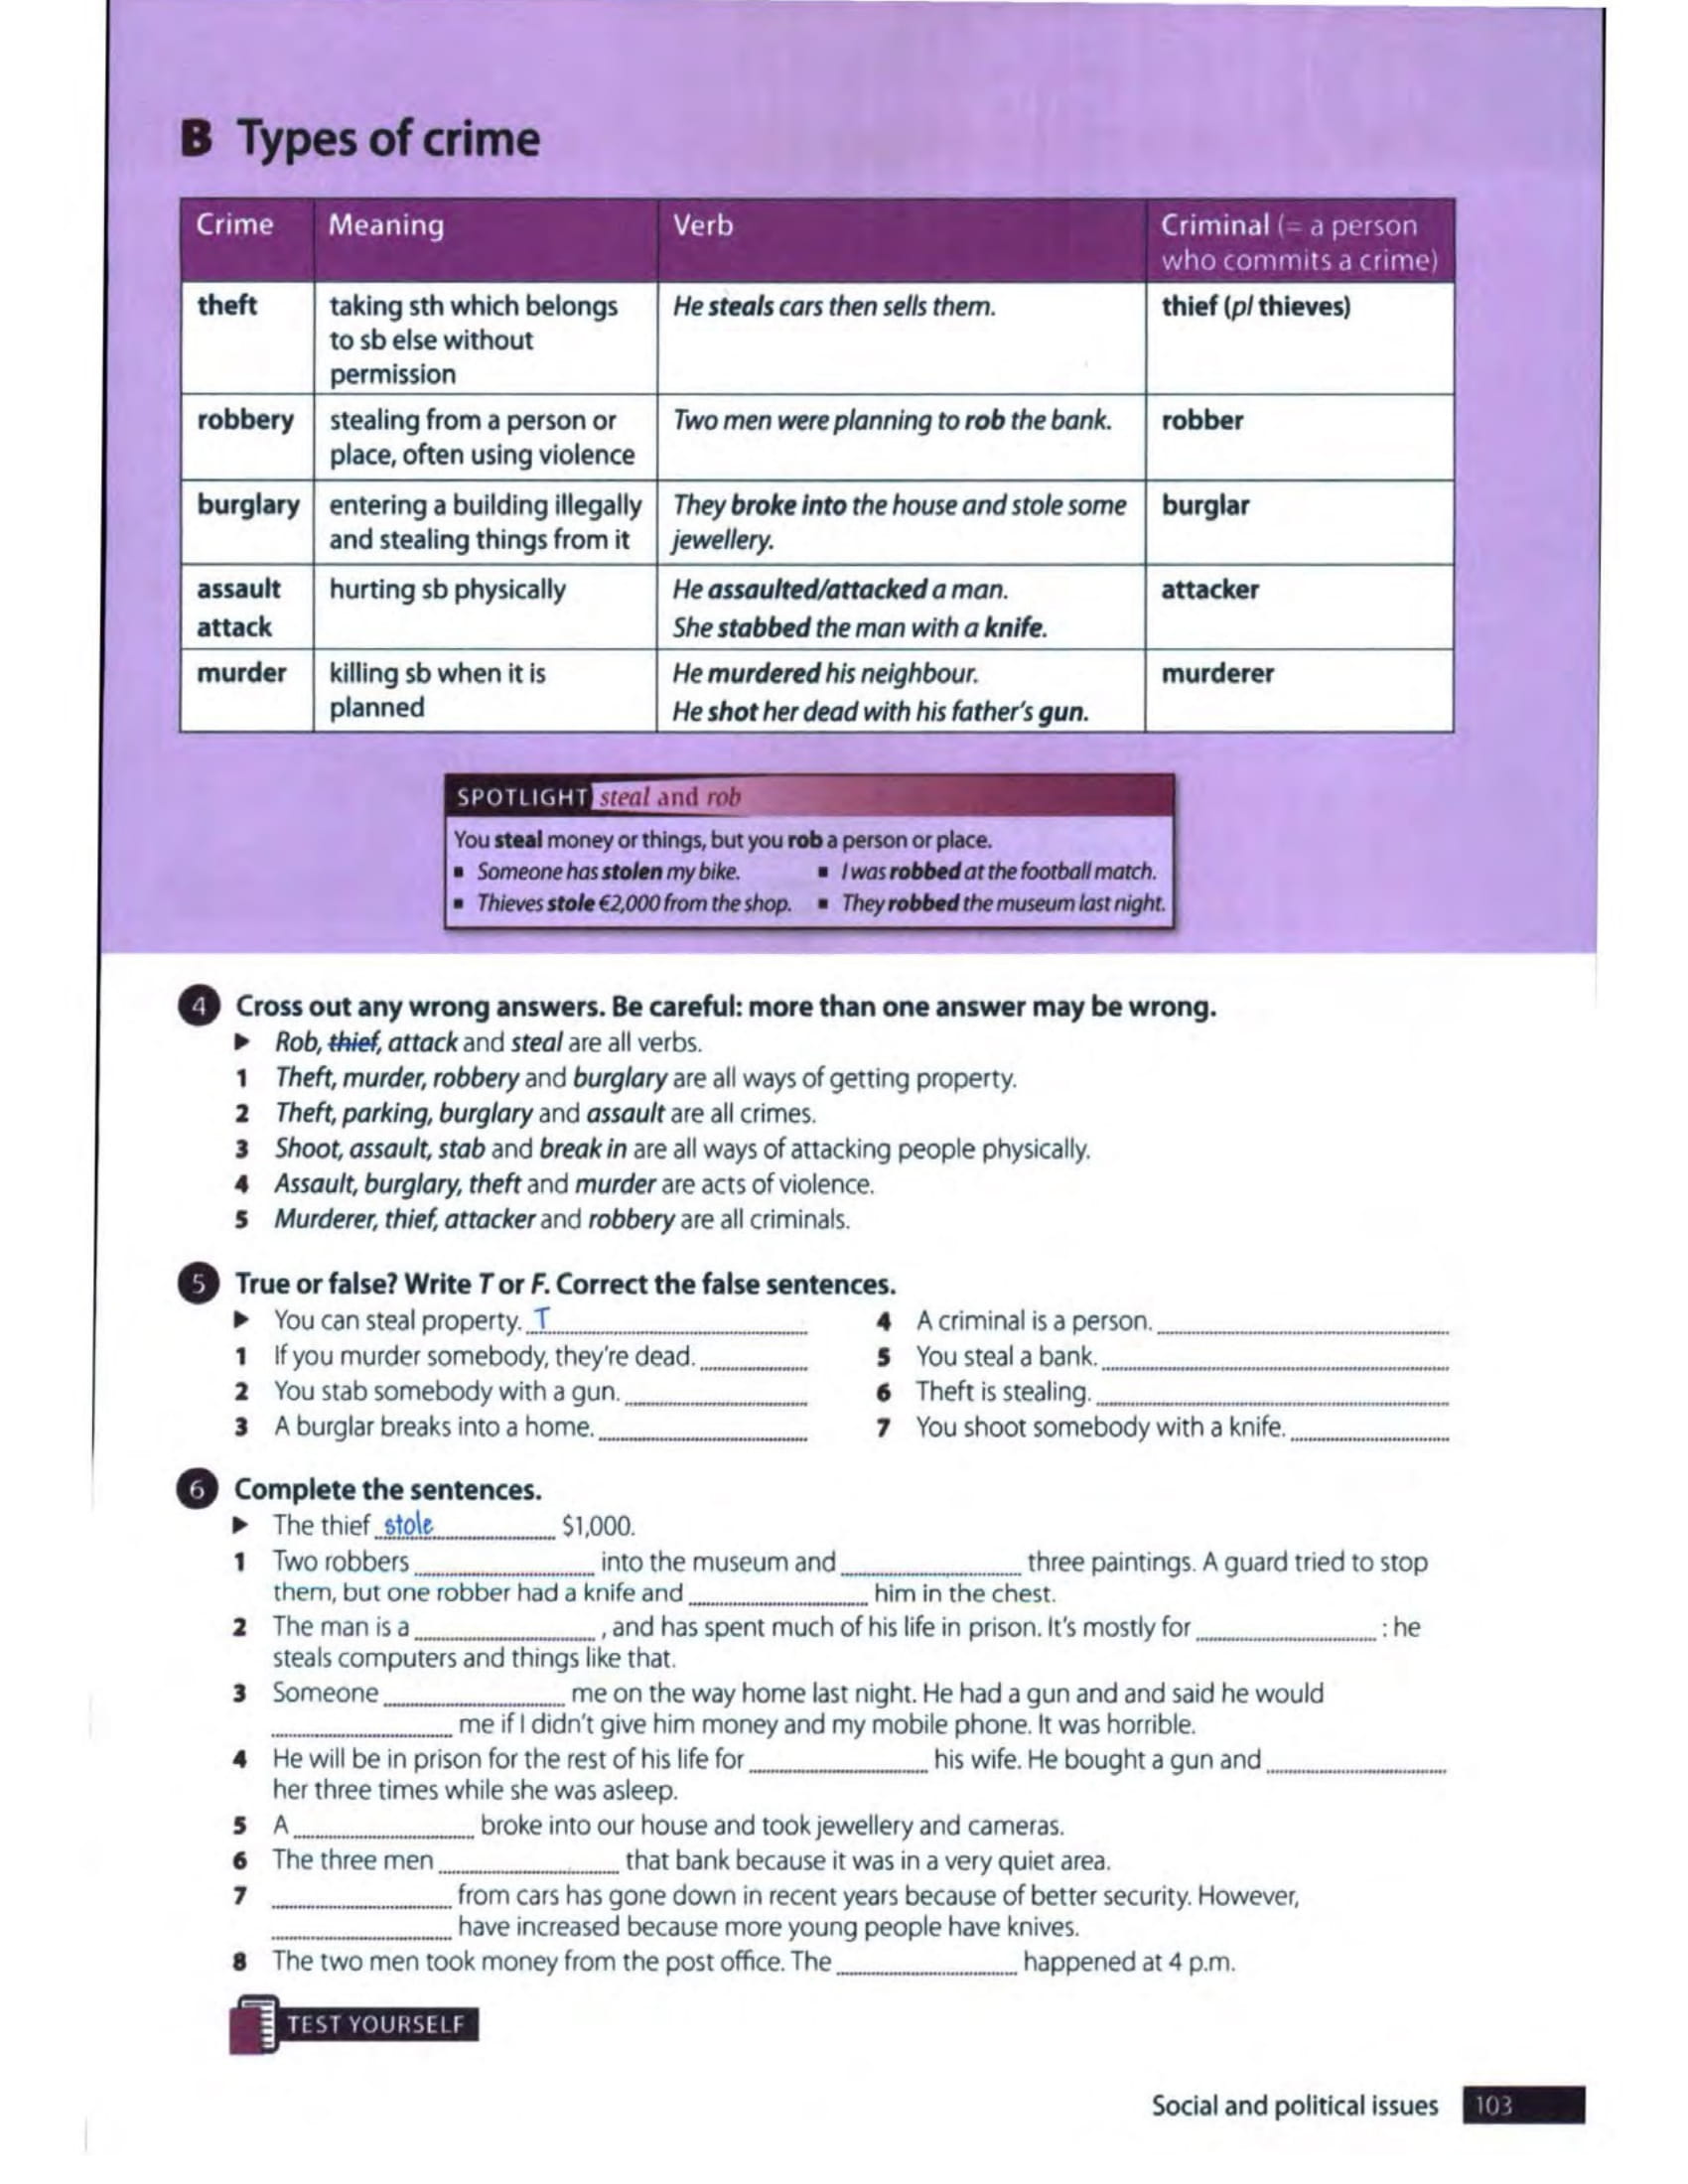 B Types of crime
Crime Meaning Verb Criminal (= a person
who commits a crime)
theft taking sth which belongs He steals cars then sells them. thief (pl thieves)
to sb else without
permission
robbery stealing from a person or Two men were planning to rob the bank. robber
place, often using violence
burglary entering a building illegally They broke into the house and stole some burglar
and stealing things from it jewellery.
assault hurting sb physically He assaulted/attacked a man. attacker
attack She stabbed the man with a knife.
murder killing sb when it is He murdered his neighbour. murderer
planned He shot her dead with his father's gun.
SPOTLIGHT steal and rob
You steal money or things, but you rob a person or place.
▪ Someone has stolen my bike. ▪ I was robbed at the football match.
▪ Thieves stole €2,000 from the shop. ▪ They robbed the museum last night.
4 Cross out any wrong answers. Be careful: more than one answer may be wrong.
► Rob, thief, attack and steal are all verbs.
1 Theft, murder, robbery and burglary are all ways of getting property.
2 Theft, parking, burglary and assault are all crimes.
3 Shoot, assault, stab and break in are all ways of attacking people physically.
4 Assault, burglary, theft and murder are acts of violence.
5 Murderer, thief, attacker and robbery are all criminals.
5 True or false? Write T or F. Correct the false sentences.
► You can steal property. T
1 If you murder somebody, they're dead.
2 You stab somebody with a gun.
3 A burglar breaks into a home.
4 A criminal is a person.
5 You steal a bank.
6 Theft is stealing.
7 You shoot somebody with a knife.
6 Complete the sentences.
► The thief stole $1,000.
1 Two robbers into the museum and three paintings. A guard tried to stop
them, but one robber had a knife and him in the chest.
2 The man is a , and has spent much of his life in prison. It's mostly for : he
steals computers and things like that.
3 Someone me on the way home last night. He had a gun and and said he would
me if I didn't give him money and my mobile phone. It was horrible.
4 He will be in prison for the rest of his life for his wife. He bought a gun and
her three times while she was asleep.
5 A broke into our house and took jewellery and cameras.
6 The three men that bank because it was in a very quiet area.
7 from cars has gone down in recent years because of better security. However,
have increased because more young people have knives.
8 The two men took money from the post office. The happened at 4 p.m.
TEST YOURSELF
Social and political issues 103